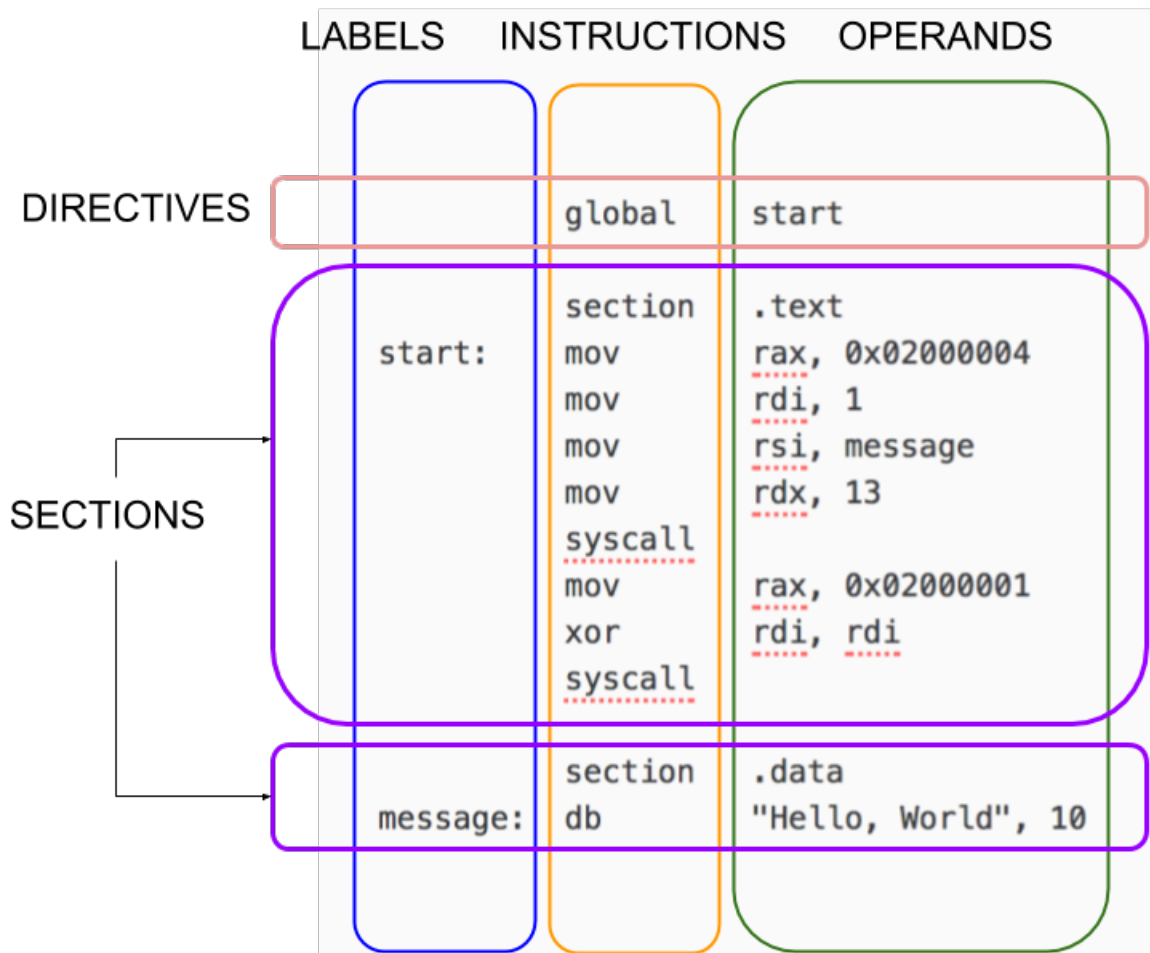 LABELS INSTRUCTIONS OPERANDS
DIRECTIVES global start
section .text
start: mov rax, 0x02000004
mov rdi, 1
mov rsi, message
mov rdx, 13
SECTIONS
syscall
mov rax, 0x02000001
xor rdi, rdi
syscall
section .data
message: db "Hello, World", 10